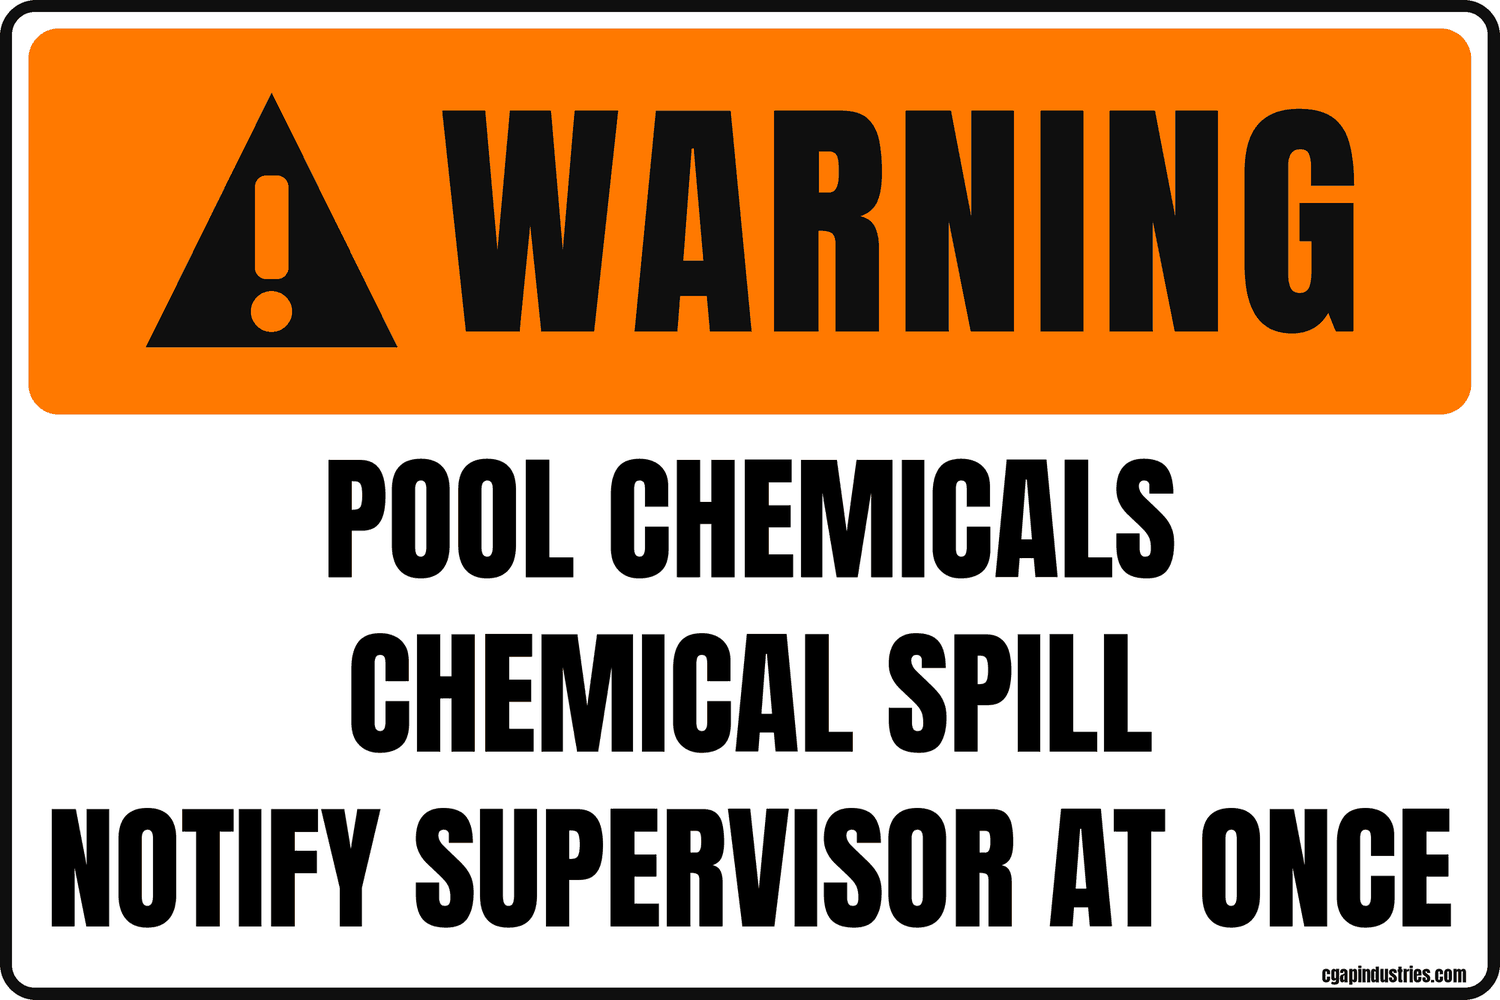 WARNING
POOL CHEMICALS
CHEMICAL SPILL
NOTIFY SUPERVISOR AT ONCE
cgapindustries.com